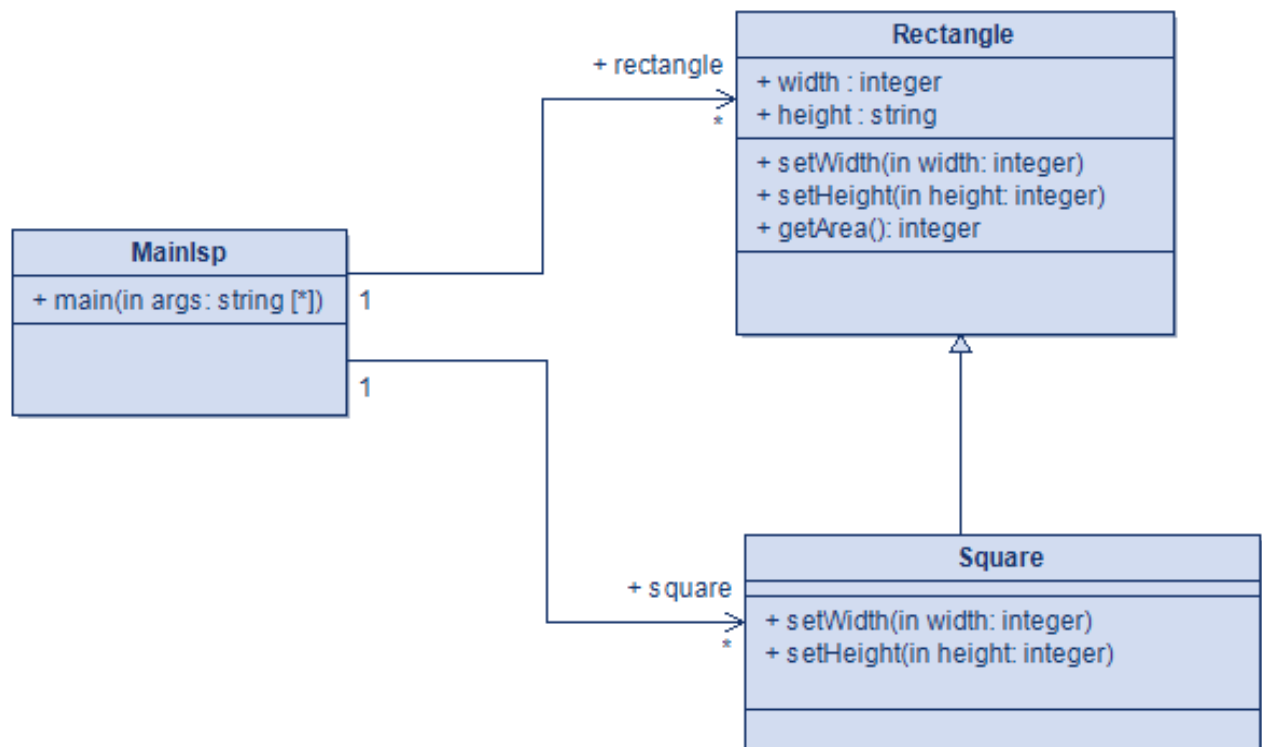 Rectangle
+ width : integer
+ height : string
+ setWidth(in width: integer)
+ setHeight(in height: integer)
+ getArea(): integer
+ rectangle
*
MainIsp
+ main(in args: string [*])
1
1
+ square
*
Square
+ setWidth(in width: integer)
+ setHeight(in height: integer)